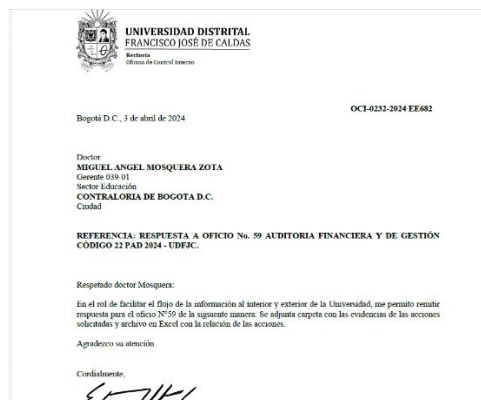 UNIVERSIDAD DISTRITAL
FRANCISCO JOSÉ DE CALDAS
Rectoría
Oficina de Control Interno
OCI-0232-2024 EE682
Bogotá D.C., 3 de abril de 2024
Doctor
MIGUEL ANGEL MOSQUERA ZOTA
Gerente 039-01
Sector Educación
CONTRALORIA DE BOGOTA D.C.
Ciudad
REFERENCIA: RESPUESTA A OFICIO No. 59 AUDITORIA FINANCIERA Y DE GESTIÓN
CÓDIGO 22 PAD 2024 - UDFJC.
Respetado doctor Mosquera:
En el rol de facilitar el flujo de la información al interior y exterior de la Universidad, me permito remitir
respuesta para el oficio N°59 de la siguiente manera: Se adjunta carpeta con las evidencias de las acciones
solicitadas y archivo en Excel con la relación de las acciones.
Agradezco su atención
Cordialmente,